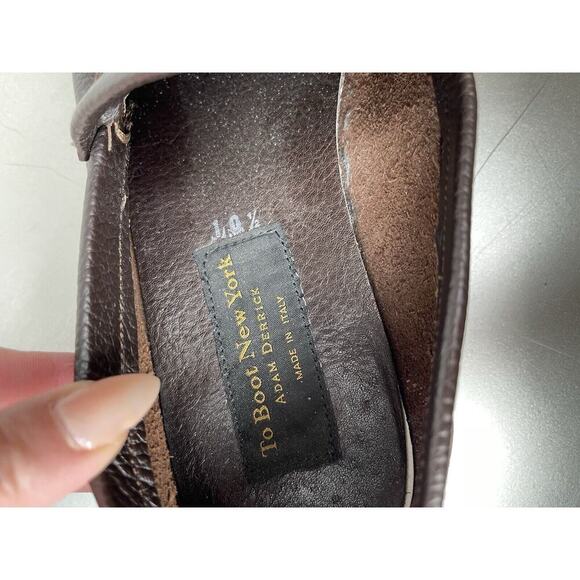 10 ½
To Boot New York
Adam Derrick
Made in Italy